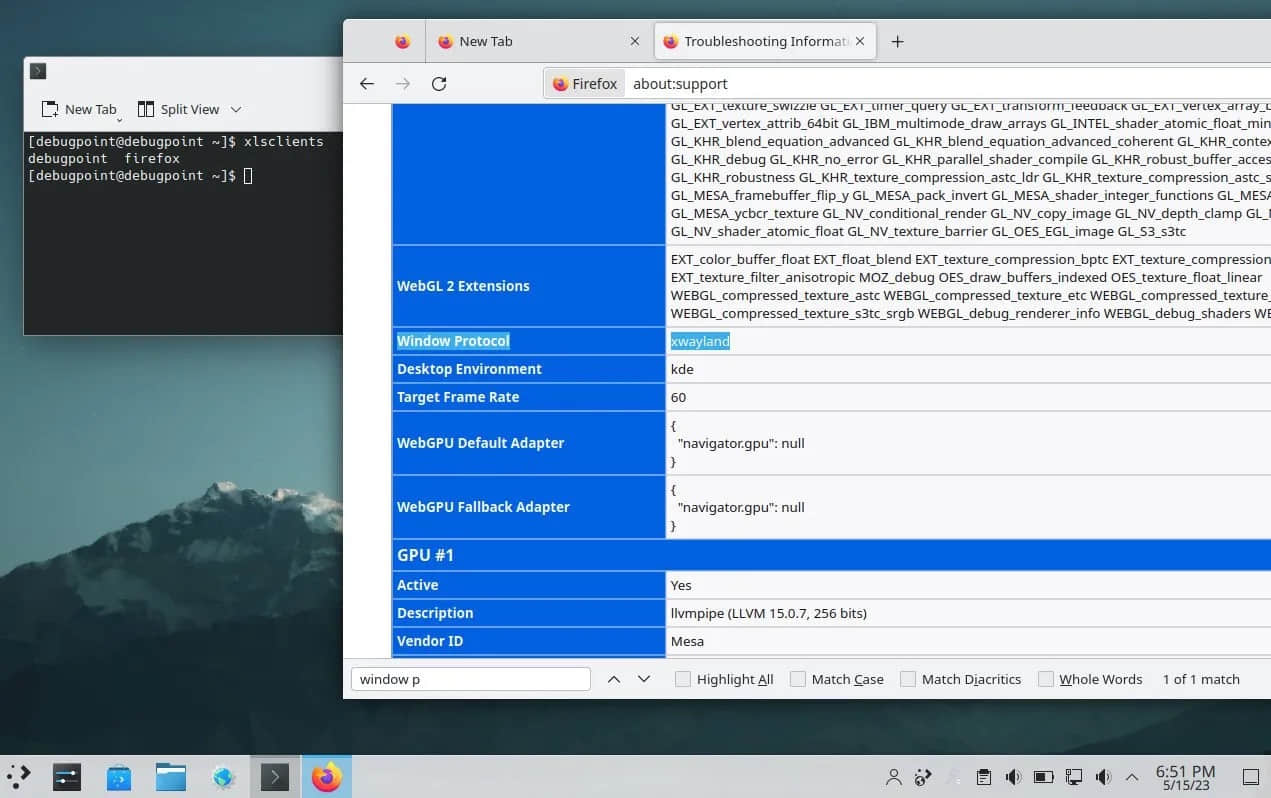 New Tab
Troubleshooting Informati
New Tab
Split View
Firefox
about:support
[debugpoint@debugpoint ~]$ xlsclients
debugpoint  firefox
[debugpoint@debugpoint ~]$
GL_EXT_texture_swizzle GL_EXT_timer_query GL_EXT_transform_feedback GL_EXT_vertex_array_b
GL_EXT_vertex_attrib_64bit GL_IBM_multimode_draw_arrays GL_INTEL_shader_atomic_float_min
GL_KHR_blend_equation_advanced GL_KHR_blend_equation_advanced_coherent GL_KHR_contex
GL_KHR_debug GL_KHR_no_error GL_KHR_parallel_shader_compile GL_KHR_robust_buffer_acces
GL_KHR_robustness GL_KHR_texture_compression_astc_ldr GL_KHR_texture_compression_astc_s
GL_MESA_framebuffer_flip_y GL_MESA_pack_invert GL_MESA_shader_integer_functions GL_MESA
GL_MESA_ycbcr_texture GL_NV_conditional_render GL_NV_copy_image GL_NV_depth_clamp GL_
GL_NV_shader_atomic_float GL_NV_texture_barrier GL_OES_EGL_image GL_S3_s3tc
WebGL 2 Extensions
EXT_color_buffer_float EXT_float_blend EXT_texture_compression_bptc EXT_texture_compression
EXT_texture_filter_anisotropic MOZ_debug OES_draw_buffers_indexed OES_texture_float_linear
WEBGL_compressed_texture_astc WEBGL_compressed_texture_etc WEBGL_compressed_texture_
WEBGL_compressed_texture_s3tc_srgb WEBGL_debug_renderer_info WEBGL_debug_shaders WE
Window Protocol
xwayland
Desktop Environment
kde
Target Frame Rate
60
WebGPU Default Adapter
{
"navigator.gpu": null
}
WebGPU Fallback Adapter
{
"navigator.gpu": null
}
GPU #1
Active
Yes
Description
llvmpipe (LLVM 15.0.7, 256 bits)
Vendor ID
Mesa
window p
Highlight All
Match Case
Match Diacritics
Whole Words
1 of 1 match
6:51 PM
5/15/23